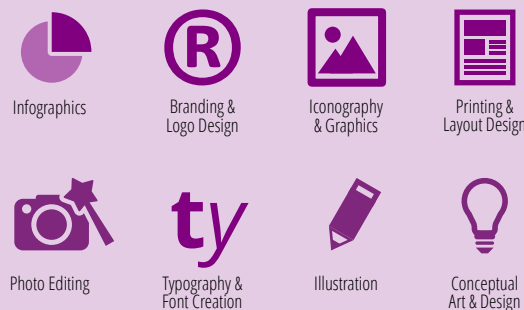 R
Infographics
Branding &
Logo Design
Iconography
& Graphics
Printing &
Layout Design
ty
Photo Editing
Typography &
Font Creation
Illustration
Conceptual
Art & Design